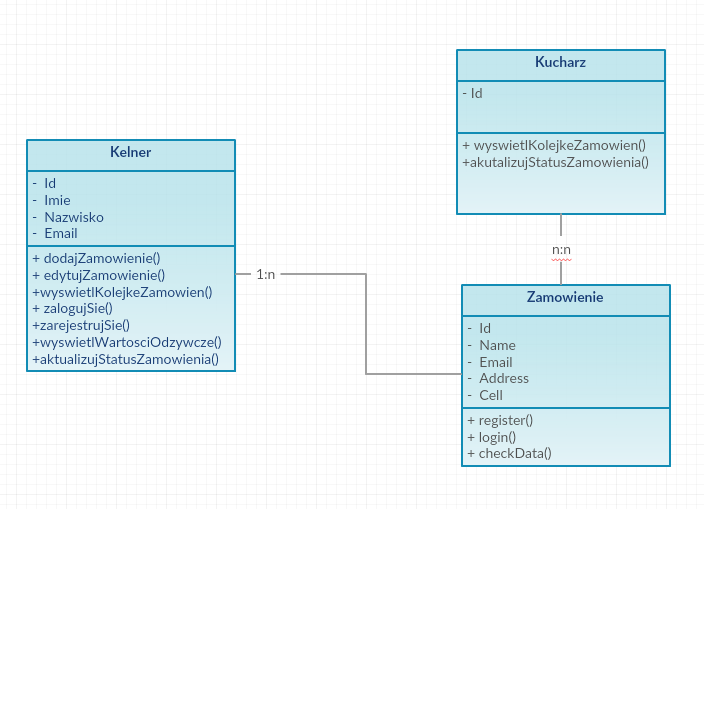 Kucharz
- Id
+ wyswietlKolejkeZamowien()
+akutalizujStatusZamowienia()
Kelner
- Id
- Imie
- Nazwisko
- Email
+ dodajZamowienie()
+ edytujZamowienie()
+wyswietlKolejkeZamowien()
+ zalogujSie()
+zarejestrujSie()
+wyswietlWartosciOdzywcze()
+aktualizujStatusZamowienia()
1:n
n:n
Zamowienie
- Id
- Name
- Email
- Address
- Cell
+ register()
+ login()
+ checkData()